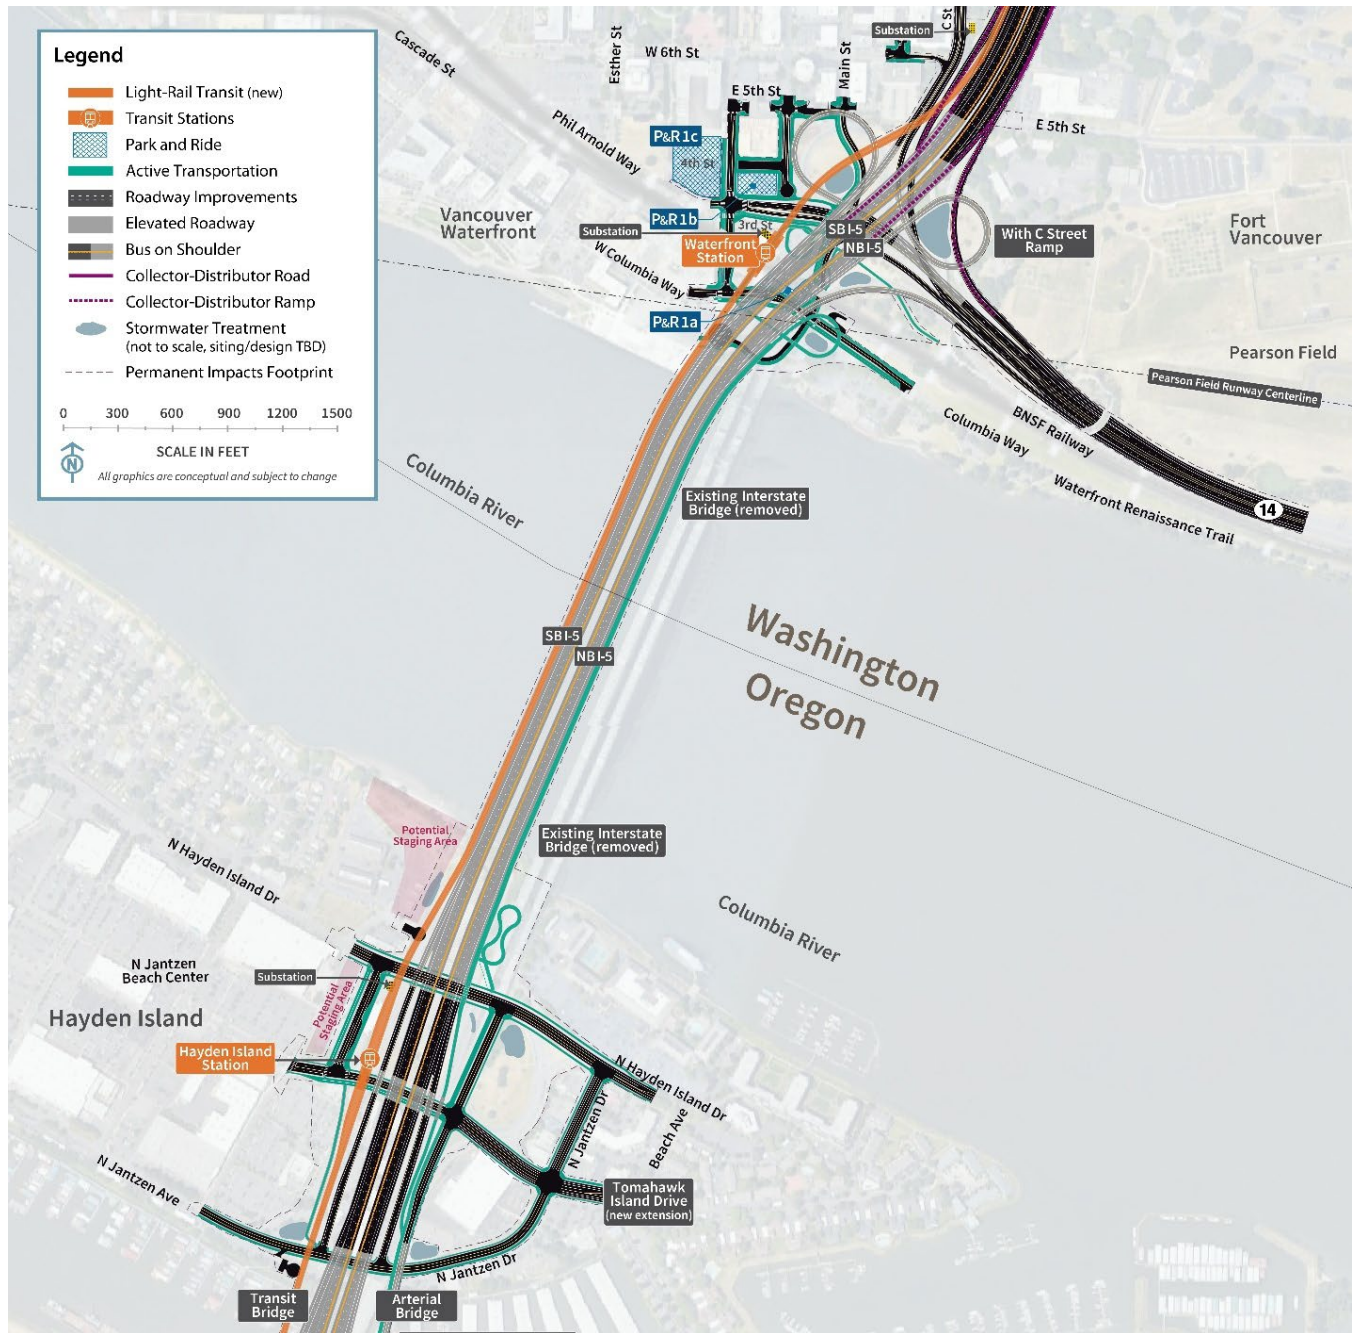 Legend
Light-Rail Transit (new)
Transit Stations
Park and Ride
Active Transportation
Roadway Improvements
Elevated Roadway
Bus on Shoulder
Collector-Distributor Road
Collector-Distributor Ramp
Stormwater Treatment
(not to scale, siting/design TBD)
Permanent Impacts Footprint
0 300 600 900 1200 1500
SCALE IN FEET
N
All graphics are conceptual and subject to change
Cascade St
Esther St
W 6th St
Main St
C St
Substation
E 5th St
E 5th St
Phil Arnold Way
P&R 1c
4th St
P&R 1b
3rd St
Vancouver
Waterfront
Substation
Waterfront
Station
SB I-5
NB I-5
With C Street
Ramp
Fort
Vancouver
W Columbia Way
P&R 1a
Pearson Field
Pearson Field Runway Centerline
BNSF Railway
Columbia Way
Waterfront Renaissance Trail
14
Columbia River
Existing Interstate
Bridge (removed)
SB I-5
NB I-5
Washington
Oregon
Potential
Staging Area
Existing Interstate
Bridge (removed)
N Hayden Island Dr
Columbia River
N Jantzen
Beach Center
Substation
Potential
Staging Area
Hayden Island
Hayden Island
Station
N Hayden Island Dr
N Jantzen Dr
Beach Ave
N Jantzen Ave
Tomahawk
Island Drive
(new extension)
N Jantzen Dr
Transit
Bridge
Arterial
Bridge